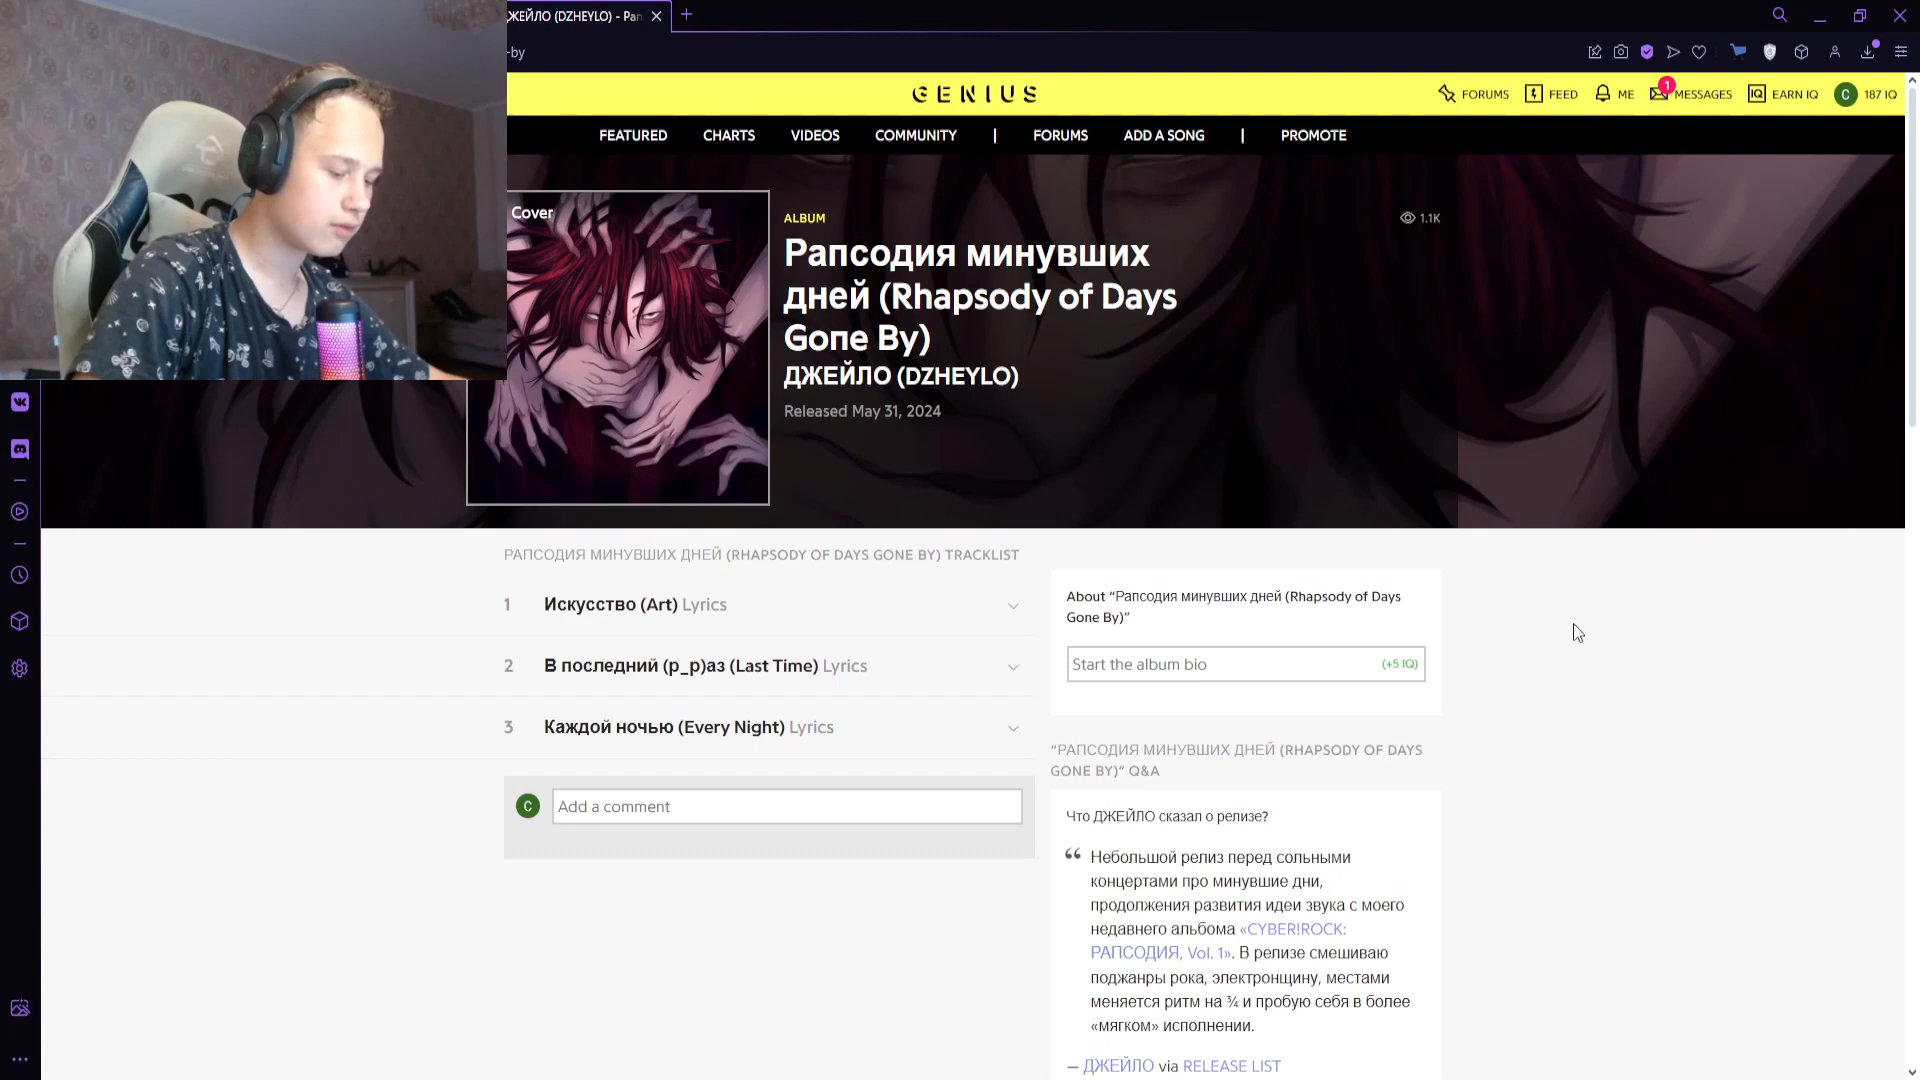 ЖЕЙЛО (DZHEYLO) - Рап
-by
GENIUS
FORUMS
FEED
ME
1
MESSAGES
IQ
EARN IQ
C
187 IQ
FEATURED
CHARTS
VIDEOS
COMMUNITY
|
FORUMS
ADD A SONG
|
PROMOTE
Cover
ALBUM
1.1K
Рапсодия минувших
дней (Rhapsody of Days
Gone By)
ДЖЕЙЛО (DZHEYLO)
Released May 31, 2024
РАПСОДИЯ МИНУВШИХ ДНЕЙ (RHAPSODY OF DAYS GONE BY) TRACKLIST
1 Искусство (Art) Lyrics
2 В последний (р_р)аз (Last Time) Lyrics
3 Каждой ночью (Every Night) Lyrics
C
Add a comment
About “Рапсодия минувших дней (Rhapsody of Days
Gone By)”
Start the album bio (+5 IQ)
“РАПСОДИЯ МИНУВШИХ ДНЕЙ (RHAPSODY OF DAYS
GONE BY)” Q&A
Что ДЖЕЙЛО сказал о релизе?
“ Небольшой релиз перед сольными
концертами про минувшие дни,
продолжения развития идеи звука с моего
недавнего альбома «CYBER!ROCK:
РАПСОДИЯ, Vol. 1». В релизе смешиваю
поджанры рока, электронщину, местами
меняется ритм на ¾ и пробую себя в более
«мягком» исполнении.
— ДЖЕЙЛО via RELEASE LIST